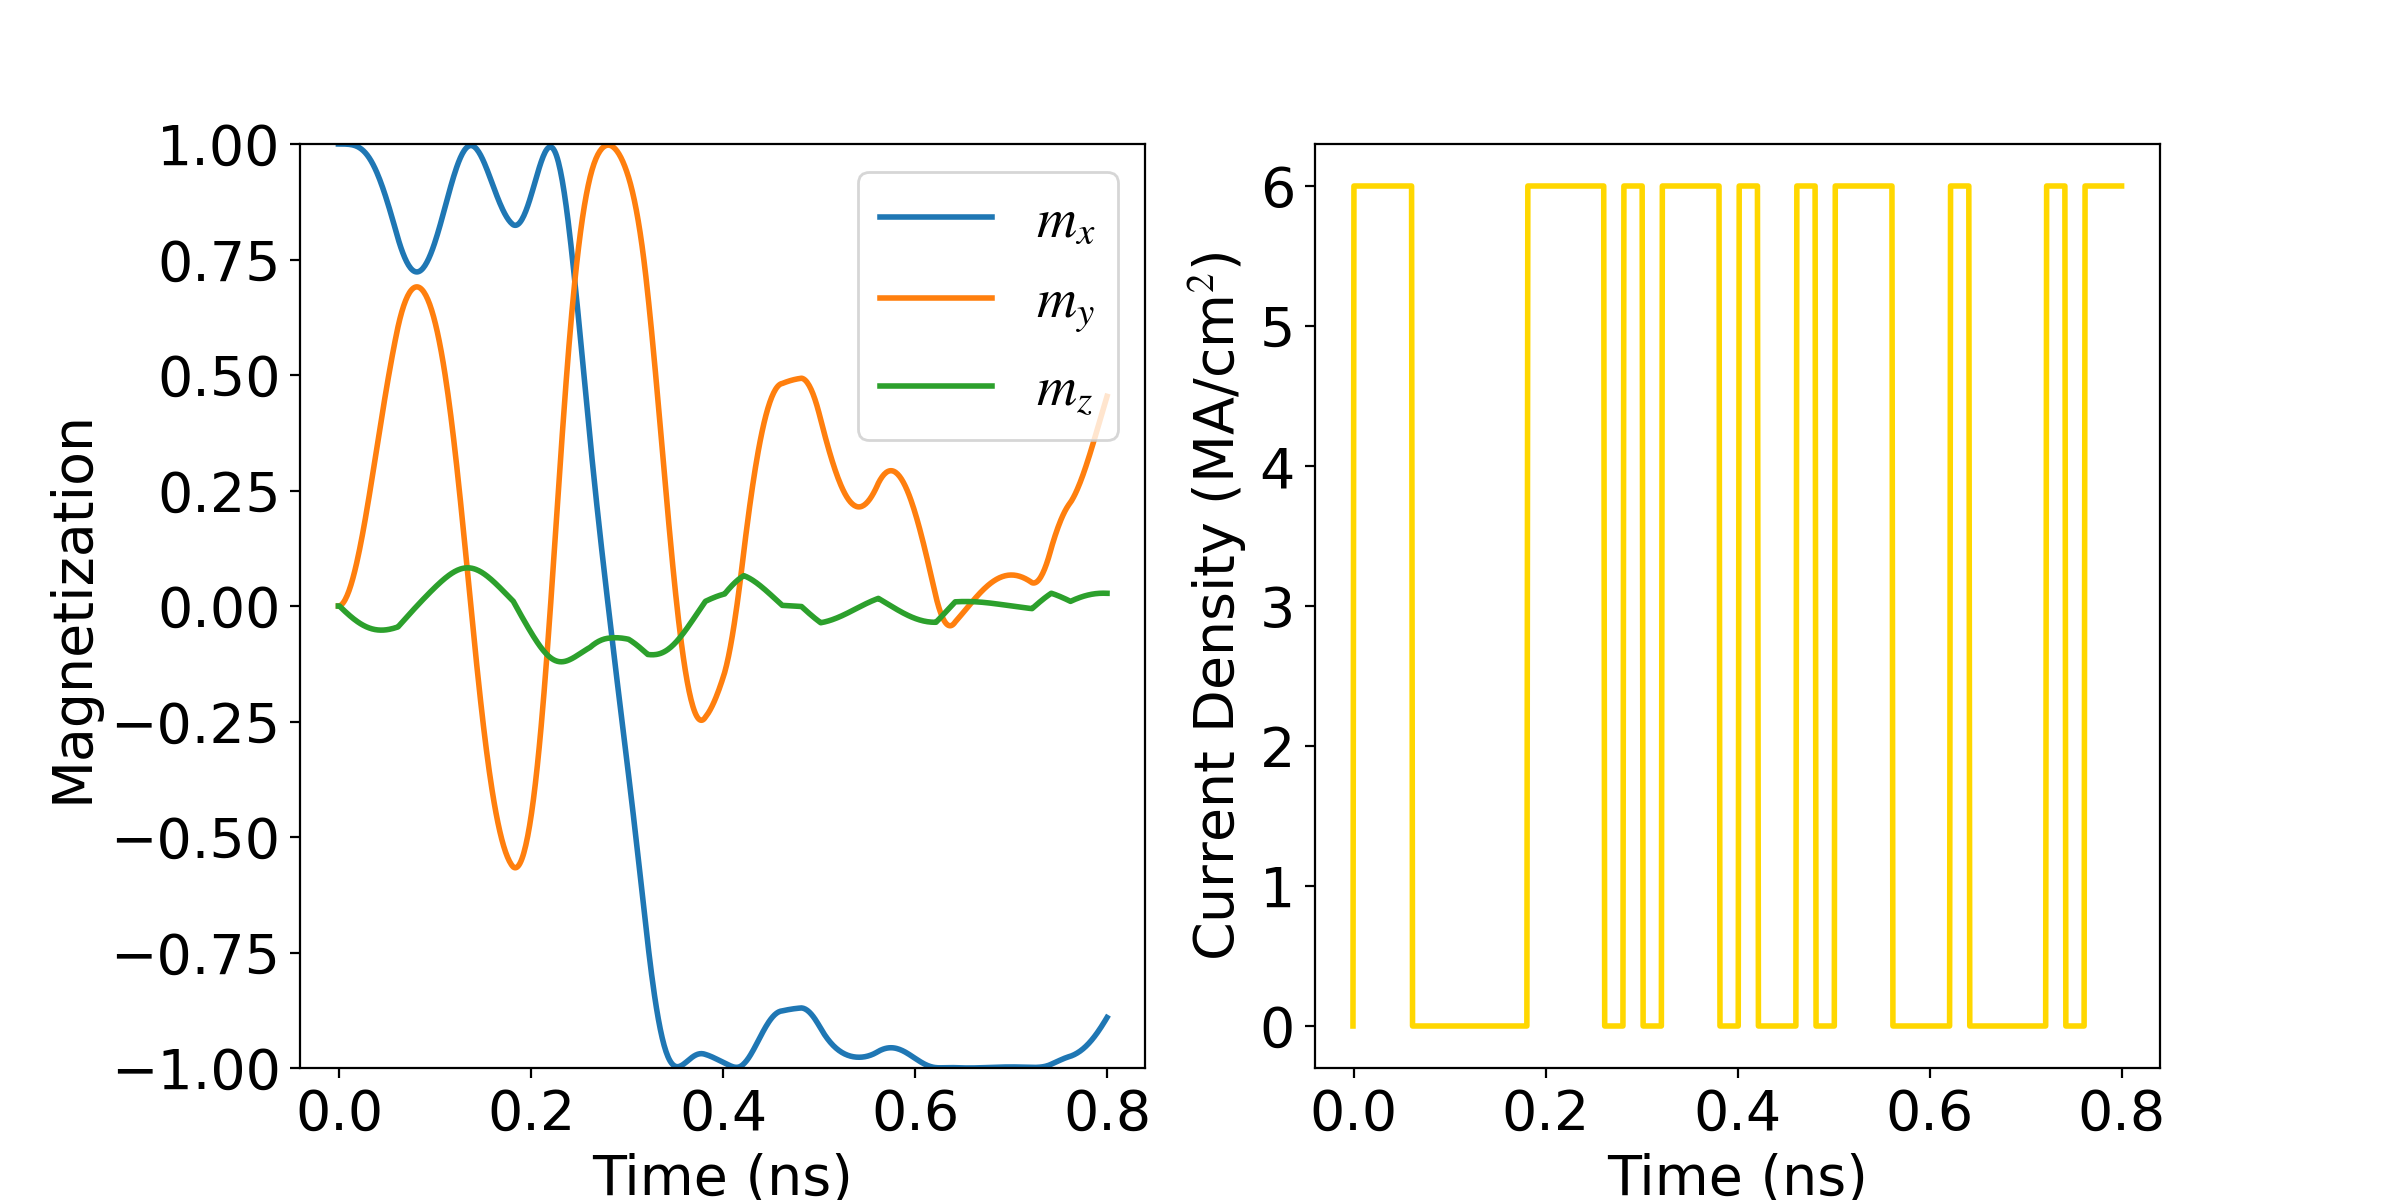 1.00
0.75
0.50
0.25
0.00
−0.25
−0.50
−0.75
−1.00
Magnetization
0.0 0.2 0.4 0.6 0.8
Time (ns)
m_x
m_y
m_z
6
5
4
3
2
1
0
Current Density (MA/cm²)
0.0 0.2 0.4 0.6 0.8
Time (ns)